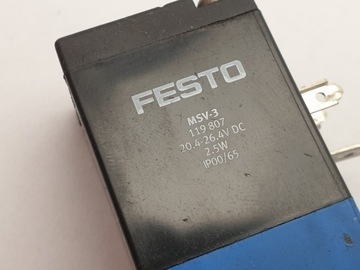 FESTO
MSV-3
119 807
20.4-26.4V DC
2.5W
IP00/65